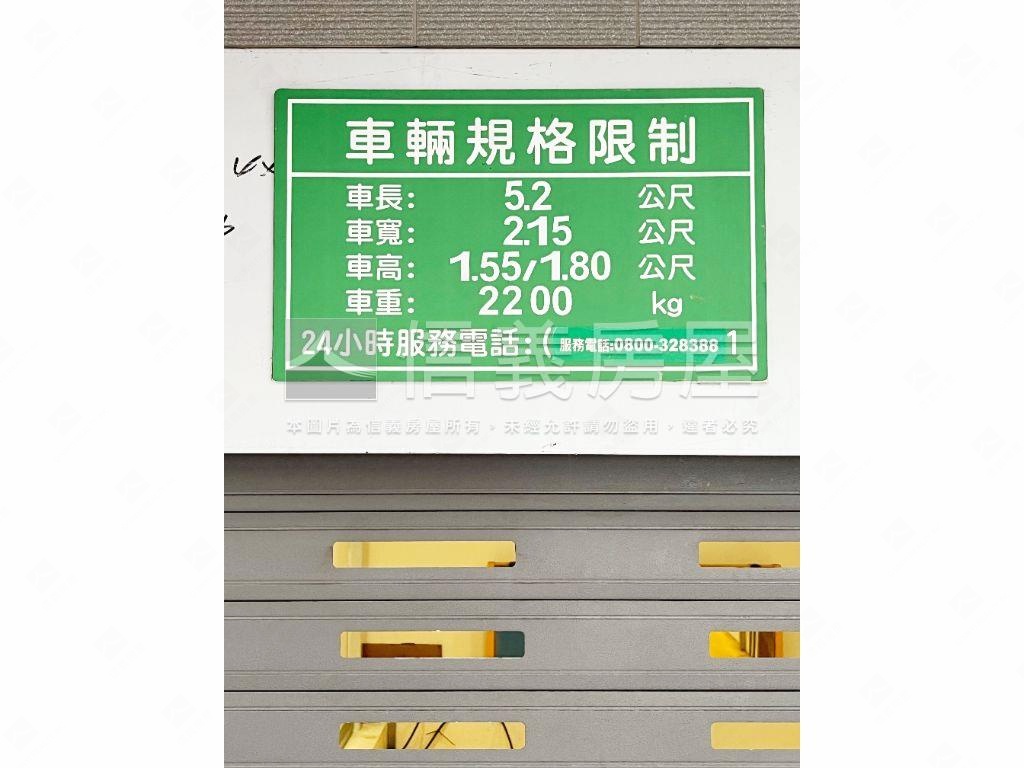 車輛規格限制
車長: 5.2 公尺
車寬: 2.15 公尺
車高: 1.55/1.80 公尺
車重: 2200 kg
24小時服務電話:( 服務電話:0800-328388 1
信義房屋
本圖片為信義房屋所有，未經允許請勿盜用，違者必究